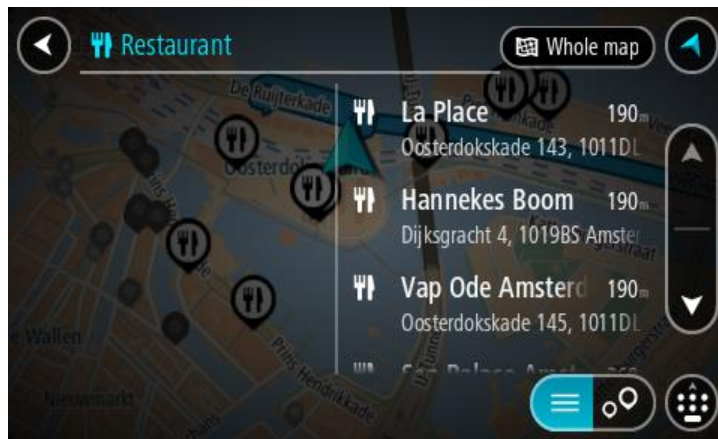 Restaurant
Whole map
De Ruijterkade
La Place 190m
Oosterdokskade 143, 1011DL
Hannekes Boom 190m
Dijksgracht 4, 1019BS Amster
Vap Ode Amsterd 190m
Oosterdokskade 145, 1011DL
Prins Hendrikkade
e Wallen
Nieuwmarkt